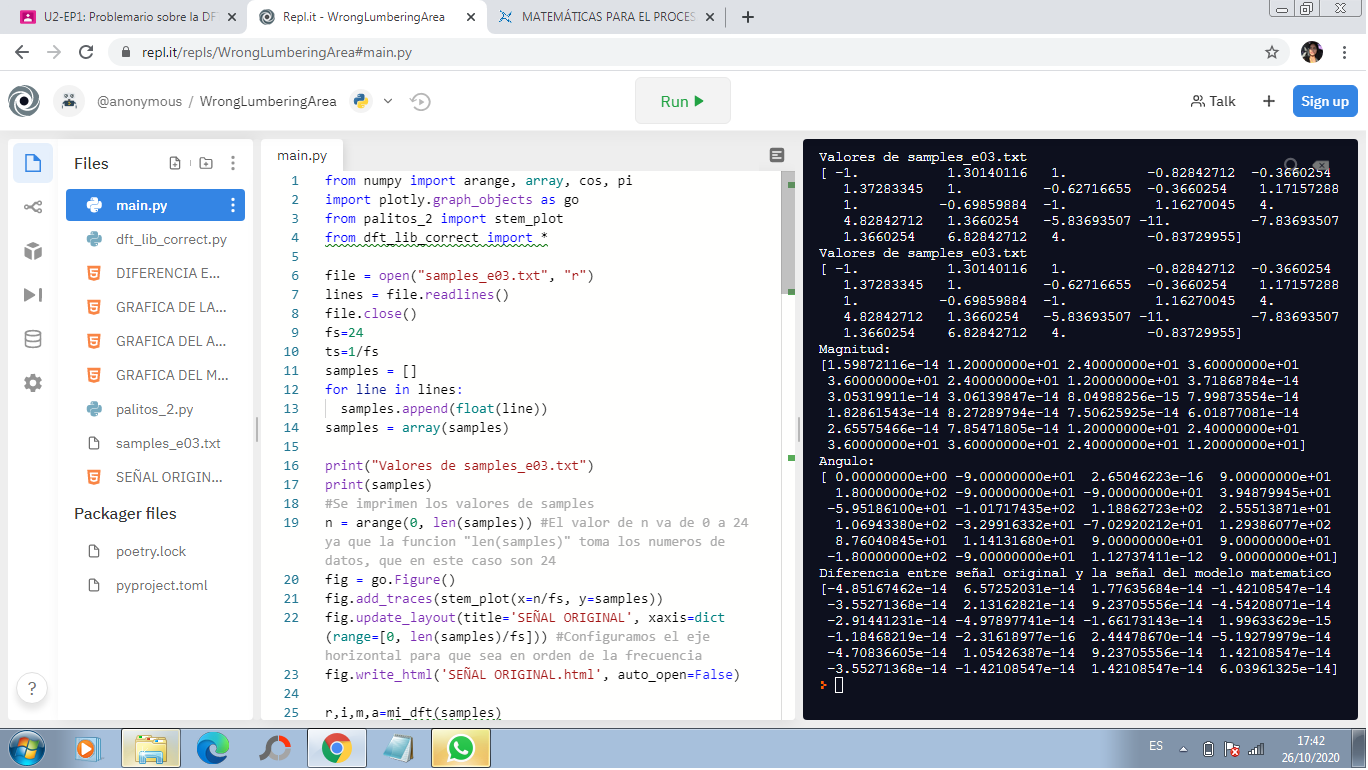 U2-EP1: Problemario sobre la DF
Repl.it - WrongLumberingArea
MATEMÁTICAS PARA EL PROCES
repl.it/repls/WrongLumberingArea#main.py
@anonymous / WrongLumberingArea
Run
Talk
Sign up
Files
main.py
dft_lib_correct.py
DIFERENCIA E...
GRAFICA DE LA...
GRAFICA DEL A...
GRAFICA DEL M...
palitos_2.py
samples_e03.txt
SEÑAL ORIGIN...
Packager files
poetry.lock
pyproject.toml
?
main.py
1 from numpy import arange, array, cos, pi
2 import plotly.graph_objects as go
3 from palitos_2 import stem_plot
4 from dft_lib_correct import *
5
6 file = open("samples_e03.txt", "r")
7 lines = file.readlines()
8 file.close()
9 fs=24
10 ts=1/fs
11 samples = []
12 for line in lines:
13   samples.append(float(line))
14 samples = array(samples)
15
16 print("Valores de samples_e03.txt")
17 print(samples)
18 #Se imprimen los valores de samples
19 n = arange(0, len(samples)) #El valor de n va de 0 a 24
ya que la funcion "len(samples)" toma los numeros de
datos, que en este caso son 24
20 fig = go.Figure()
21 fig.add_traces(stem_plot(x=n/fs, y=samples))
22 fig.update_layout(title='SEÑAL ORIGINAL', xaxis=dict
(range=[0, len(samples)/fs])) #Configuramos el eje
horizontal para que sea en orden de la frecuencia
23 fig.write_html('SEÑAL ORIGINAL.html', auto_open=False)
24
25 r,i,m,a=mi_dft(samples)
Valores de samples_e03.txt
[ -1. 1.30140116 1. -0.82842712 -0.3660254
1.37283345 1. -0.62716655 -0.3660254 1.17157288
1. -0.69859884 -1. 1.16270045 4.
4.82842712 1.3660254 -5.83693507 -11. -7.83693507
1.3660254 6.82842712 4. -0.83729955]
Valores de samples_e03.txt
[ -1. 1.30140116 1. -0.82842712 -0.3660254
1.37283345 1. -0.62716655 -0.3660254 1.17157288
1. -0.69859884 -1. 1.16270045 4.
4.82842712 1.3660254 -5.83693507 -11. -7.83693507
1.3660254 6.82842712 4. -0.83729955]
Magnitud:
[1.59872116e-14 1.20000000e+01 2.40000000e+01 3.60000000e+01
3.60000000e+01 2.40000000e+01 1.20000000e+01 3.71868784e-14
3.05319911e-14 3.06139847e-14 8.04988256e-15 7.99873554e-14
1.82861543e-14 8.27289794e-14 7.50625925e-14 6.01877081e-14
2.65575466e-14 7.85471805e-14 1.20000000e+01 2.40000000e+01
3.60000000e+01 3.60000000e+01 2.40000000e+01 1.20000000e+01]
Angulo:
[ 0.00000000e+00 -9.00000000e+01 2.65046223e-16 9.00000000e+01
1.80000000e+02 -9.00000000e+01 -9.00000000e+01 3.94879945e+01
-5.95186100e+01 -1.01717435e+02 1.18862723e+02 2.55513871e+01
1.06943380e+02 -3.29916332e+01 -7.02920212e+01 1.29386077e+02
8.76040845e+01 1.14131680e+01 9.00000000e+01 9.00000000e+01
-1.80000000e+02 -9.00000000e+01 1.12737411e-12 9.00000000e+01]
Diferencia entre señal original y la señal del modelo matematico
[-4.85167462e-14 6.57252031e-14 1.77635684e-14 -1.42108547e-14
-3.55271368e-14 2.13162821e-14 9.23705556e-14 -4.54208071e-14
-2.91441231e-14 -4.97897741e-14 -1.66173143e-14 1.99633629e-15
-1.18468219e-14 -2.31618977e-16 2.44478670e-14 -5.19279979e-14
-4.70836605e-14 1.05426387e-14 9.23705556e-14 1.42108547e-14
-3.55271368e-14 -1.42108547e-14 1.42108547e-14 6.03961325e-14]
ES
17:42
26/10/2020